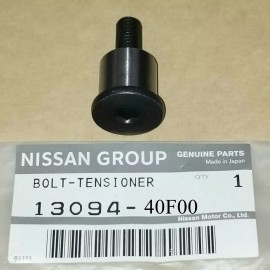 NISSAN GROUP GENUINE PARTS
Made in Japan
BOLT-TENSIONER QTY 1
13094-40F00
Nissan Motor Co., Ltd.